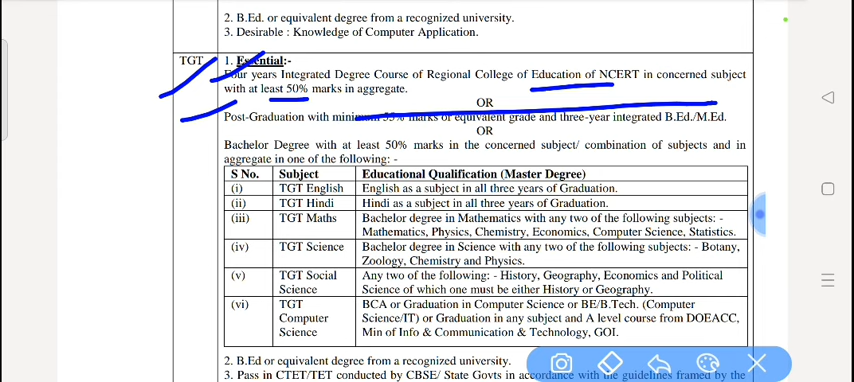 2. B.Ed. or equivalent degree from a recognized university.
3. Desirable : Knowledge of Computer Application.
TGT 1. Essential:-
Four years Integrated Degree Course of Regional College of Education of NCERT in concerned subject
with at least 50% marks in aggregate.
OR
Post-Graduation with minimum 55% marks or equivalent grade and three-year integrated B.Ed./M.Ed.
OR
Bachelor Degree with at least 50% marks in the concerned subject/ combination of subjects and in
aggregate in one of the following: -
S No. Subject Educational Qualification (Master Degree)
(i) TGT English English as a subject in all three years of Graduation.
(ii) TGT Hindi Hindi as a subject in all three years of Graduation.
(iii) TGT Maths Bachelor degree in Mathematics with any two of the following subjects: -
Mathematics, Physics, Chemistry, Economics, Computer Science, Statistics.
(iv) TGT Science Bachelor degree in Science with any two of the following subjects: - Botany,
Zoology, Chemistry and Physics.
(v) TGT Social Any two of the following: - History, Geography, Economics and Political
Science Science of which one must be either History or Geography.
(vi) TGT BCA or Graduation in Computer Science or BE/B.Tech. (Computer
Computer Science/IT) or Graduation in any subject and A level course from DOEACC,
Science Min of Info & Communication & Technology, GOI.
2. B.Ed or equivalent degree from a recognized university.
3. Pass in CTET/TET conducted by CBSE/ State Govts in accordance with the guidelines framed by the